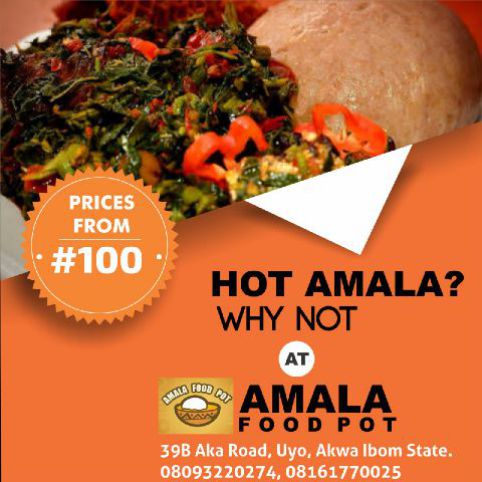 PRICES
FROM
#100
HOT AMALA?
WHY NOT
AT
AMALA FOOD POT
AMALA
FOOD POT
39B Aka Road, Uyo, Akwa Ibom State.
08093220274, 08161770025